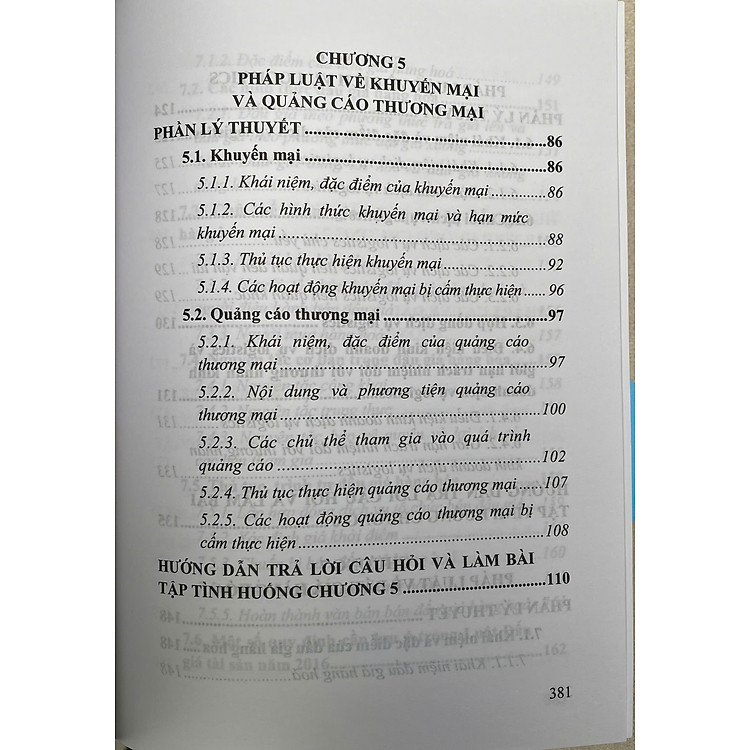 CHƯƠNG 5
PHÁP LUẬT VỀ KHUYẾN MẠI
VÀ QUẢNG CÁO THƯƠNG MẠI
PHẦN LÝ THUYẾT ........ 86
5.1. Khuyến mại ........ 86
5.1.1. Khái niệm, đặc điểm của khuyến mại ........ 86
5.1.2. Các hình thức khuyến mại và hạn mức
khuyến mại ........ 88
5.1.3. Thủ tục thực hiện khuyến mại ........ 92
5.1.4. Các hoạt động khuyến mại bị cấm thực hiện ........ 96
5.2. Quảng cáo thương mại ........ 97
5.2.1. Khái niệm, đặc điểm của quảng cáo
thương mại ........ 97
5.2.2. Nội dung và phương tiện quảng cáo
thương mại ........ 100
5.2.3. Các chủ thể tham gia vào quá trình
quảng cáo ........ 102
5.2.4. Thủ tục thực hiện quảng cáo thương mại ........ 107
5.2.5. Các hoạt động quảng cáo thương mại bị
cấm thực hiện ........ 108
HƯỚNG DẪN TRẢ LỜI CÂU HỎI VÀ LÀM BÀI
TẬP TÌNH HUỐNG CHƯƠNG 5 ........ 110
381